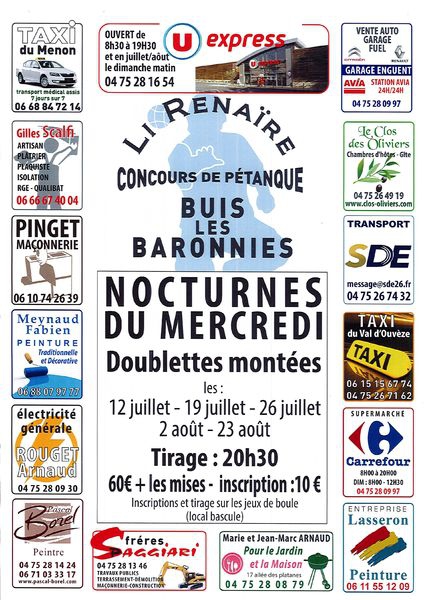 TAXI
du Menon
transport médical assis
7 jours sur 7
06 68 84 72 14
OUVERT de
8h30 à 19H30
et en juillet/aôut
le dimanche matin
04 75 28 16 54
U express
VENTE AUTO
GARAGE
FUEL
CITROËN
RENAULT
GARAGE ENGUENT
AVIA STATION AVIA
24H/24H
04 75 28 09 97
Gilles Scalfi
ARTISAN
PLATRIER
PLAQUISTE
ISOLATION
RGE - QUALIBAT
06 66 67 40 04
LI RENAÏRE
CONCOURS DE PÉTANQUE
BUIS
LES
BARONNIES
Le Clos
des Oliviers
Chambres d'hôtes - Gîte
04 75 26 49 19
www.clos-oliviers.com
PINGET
MAÇONNERIE
06 10 74 26 39
TRANSPORT
SDE
message@sde26.fr
04 75 26 74 32
NOCTURNES
DU MERCREDI
Doublettes montées
les :
12 juillet - 19 juillet - 26 juillet
2 août - 23 août
Tirage : 20h30
60€ + les mises - inscription :10 €
Inscriptions et tirage sur les jeux de boule
(local bascule)
Meynaud
Fabien
PEINTURE
Traditionnelle
et Décorative
06 88 07 97 77
TAXI
du Val d'Ouvèze
TAXI
06 15 15 67 74
04 75 26 71 62
électricité
générale
ROUGET
Arnaud
04 75 28 09 30
SUPERMARCHE
Carrefour
8H00 à 20H00
DIM : 8H00 - 12H30
04 75 28 09 97
Pascal
Borel
Peintre
04 75 28 14 24
06 71 03 33 17
www.pascal-borel.com
fréres
SAGGIARI
04 75 28 13 46
TRAVAUX PUBLICS
TERRASSEMENT-DÉMOLITION
MAÇONNERIE-CONSTRUCTION
Marie et Jean-Marc ARNAUD
Pour le Jardin
et la Maison
17 allée des platanes
04 75 28 08 79
ENTREPRISE
Lasseron
Peinture
06 11 55 12 09